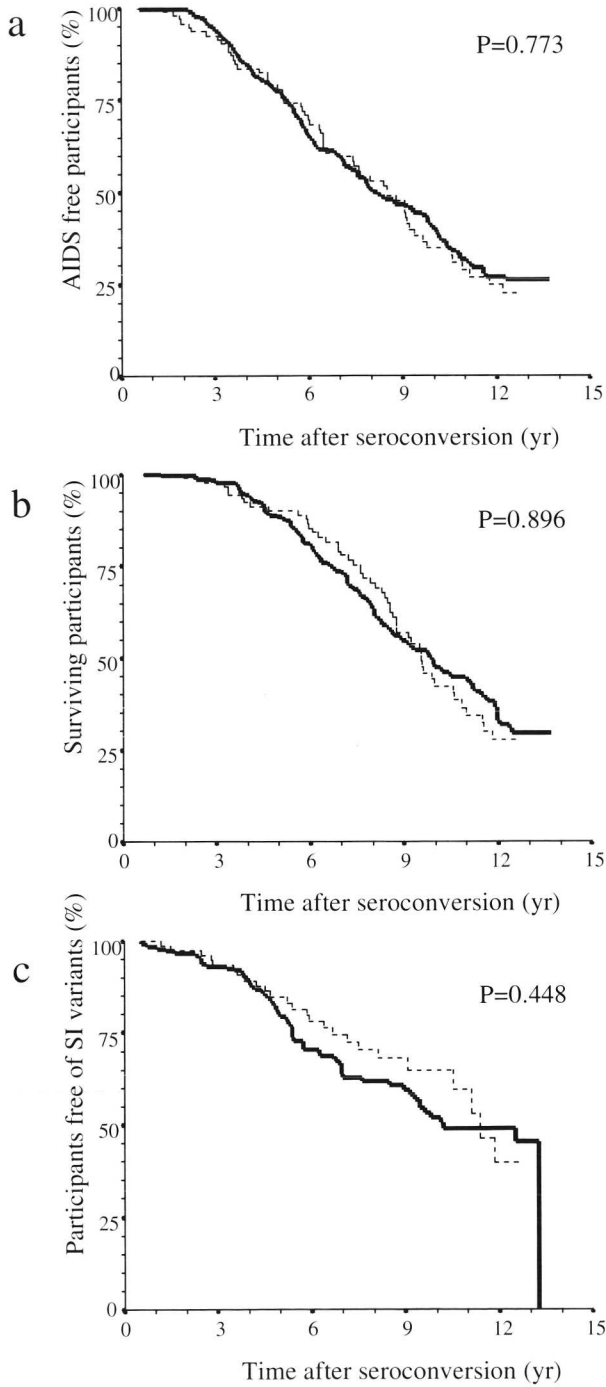 a
AIDS free participants (%)
P=0.773
100
75
50
25
0
0 3 6 9 12 15
Time after seroconversion (yr)
b
Surviving participants (%)
P=0.896
100
75
50
25
0
0 3 6 9 12 15
Time after seroconversion (yr)
c
Participants free of SI variants (%)
P=0.448
100
75
50
25
0
0 3 6 9 12 15
Time after seroconversion (yr)